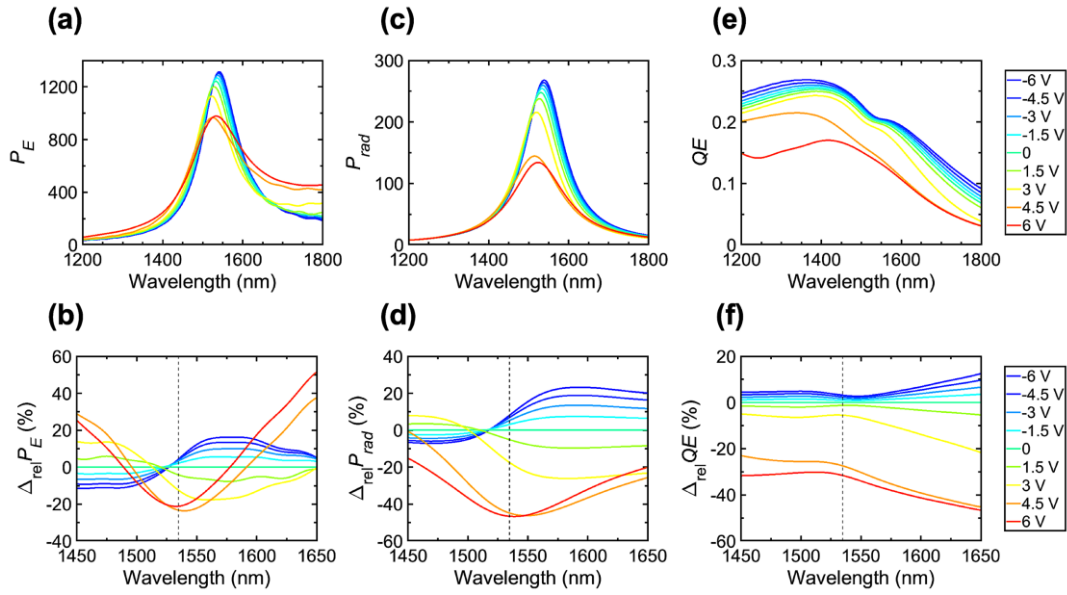 (a)
P_E
1200
800
400
0
1200 1400 1600 1800
Wavelength (nm)
(c)
P_rad
300
250
200
150
100
50
0
1200 1400 1600 1800
Wavelength (nm)
(e)
QE
0.3
0.2
0.1
0
1200 1400 1600 1800
Wavelength (nm)
-6 V
-4.5 V
-3 V
-1.5 V
0
1.5 V
3 V
4.5 V
6 V
(b)
Δ_rel P_E (%)
60
40
20
0
-20
-40
1450 1500 1550 1600 1650
Wavelength (nm)
(d)
Δ_rel P_rad (%)
40
20
0
-20
-40
-60
1450 1500 1550 1600 1650
Wavelength (nm)
(f)
Δ_rel QE (%)
20
0
-20
-40
-60
1450 1500 1550 1600 1650
Wavelength (nm)
-6 V
-4.5 V
-3 V
-1.5 V
0
1.5 V
3 V
4.5 V
6 V